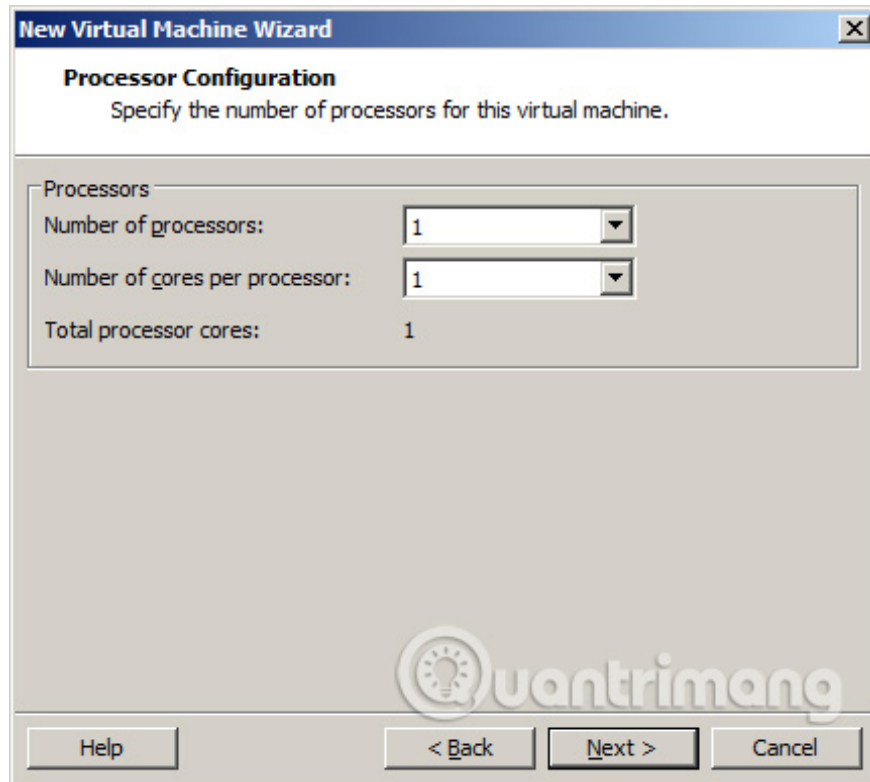 New Virtual Machine Wizard
Processor Configuration
Specify the number of processors for this virtual machine.
Processors
Number of processors: 1
Number of cores per processor: 1
Total processor cores: 1
Quantrimang
Help < Back Next > Cancel